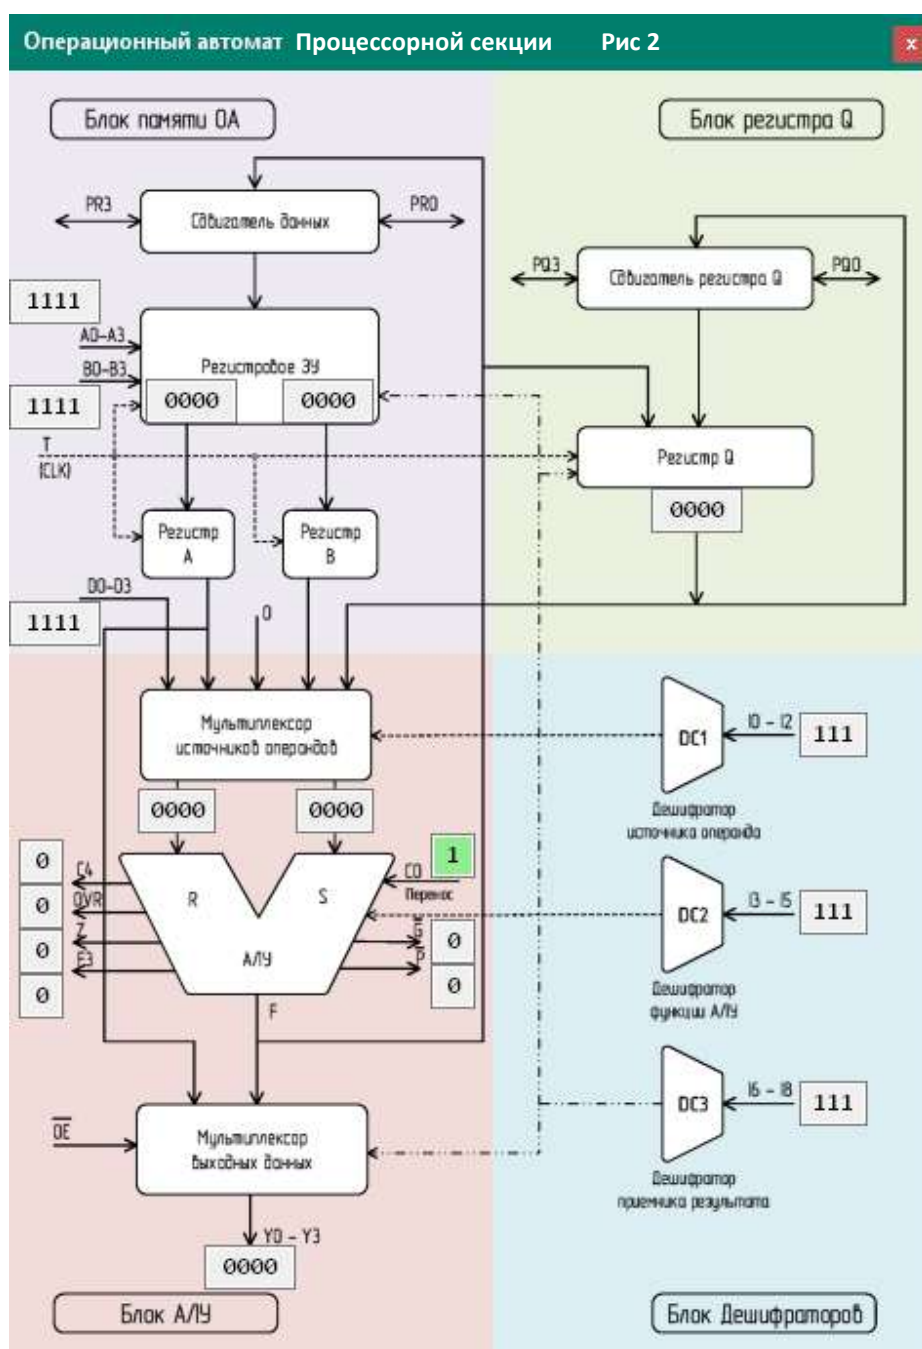 Операционный автомат Процессорной секции Рис 2 x
Блок памяти ОА
Блок регистра Q
PR3
Сдвигатель данных
PR0
PQ3
Сдвигатель регистра Q
PQ0
1111
A0-A3
B0-B3
1111
Регистровое ЗУ
0000 0000
T
(CLK)
Регистр Q
0000
Регистр
A
Регистр
B
D0-D3
1111
0
Мультиплексор
источников операндов
0000 0000
DC1
I0 - I2
111
Дешифратор
источника операнда
0
C4
0
OVR
0
Z
0
F3
R
S
АЛУ
F
1
C0
Перенос
G
0
P
0
DC2
I3 - I5
111
Дешифратор
функции АЛУ
DC3
I6 - I8
111
Дешифратор
приемника результата
OE
Мультиплексор
выходных данных
Y0 - Y3
0000
Блок АЛУ
Блок Дешифраторов